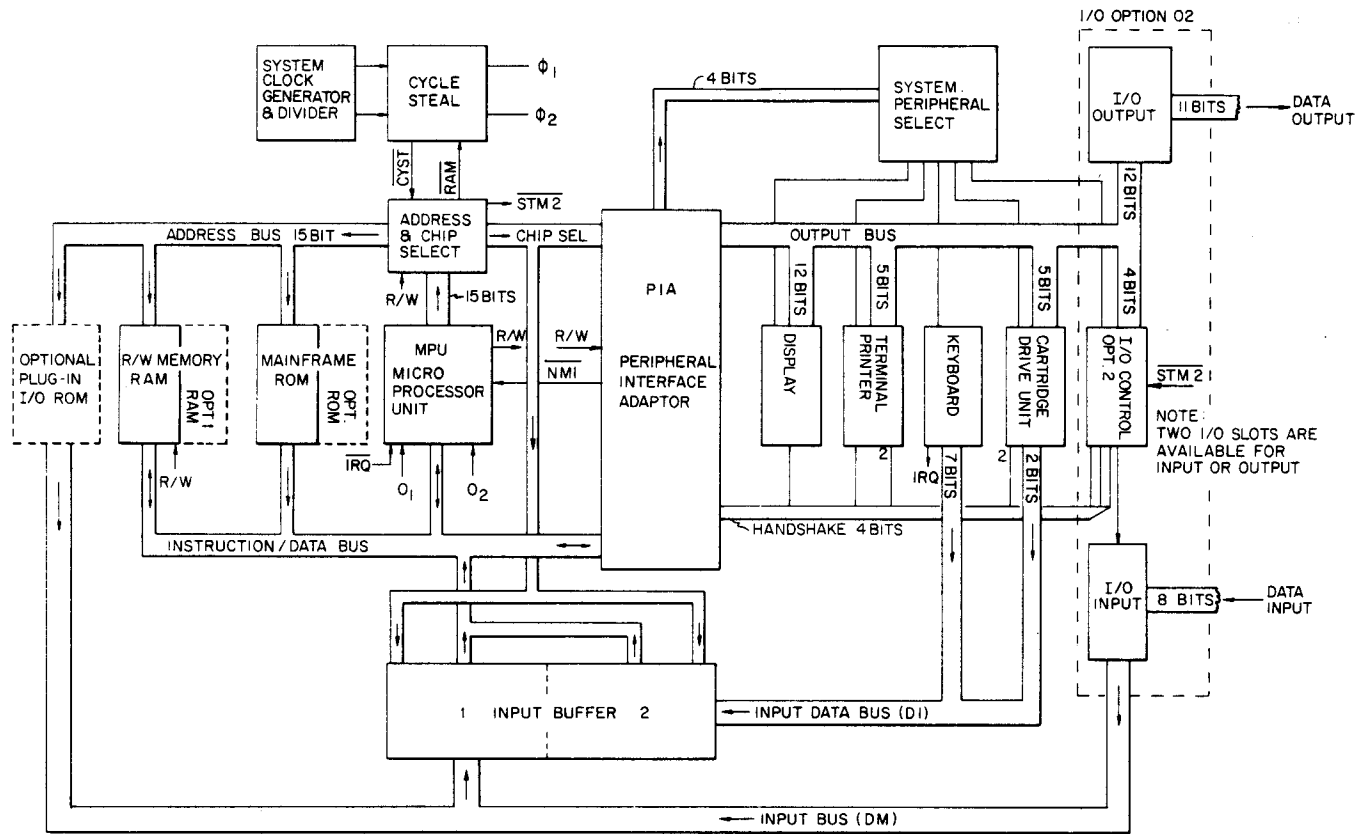 I/O OPTION 02
SYSTEM
CLOCK
GENERATOR
& DIVIDER
CYCLE
STEAL
Φ1
Φ2
4 BITS
SYSTEM
PERIPHERAL
SELECT
I/O
OUTPUT
11 BITS
DATA
OUTPUT
CYST
RAM
12 BITS
ADDRESS BUS 15 BIT
ADDRESS
& CHIP
SELECT
STM 2
CHIP SEL
OUTPUT BUS
R/W
15 BITS
PIA
PERIPHERAL
INTERFACE
ADAPTOR
12 BITS
5 BITS
5 BITS
4 BITS
OPTIONAL
PLUG-IN
I/O ROM
R/W MEMORY
RAM
OPT 1
RAM
MAINFRAME
ROM
OPT.
ROM
MPU
MICRO
PROCESSOR
UNIT
R/W
R/W
NMI
DISPLAY
TERMINAL
PRINTER
KEYBOARD
CARTRIDGE
DRIVE UNIT
I/O CONTROL
OPT. 2
STM 2
NOTE:
TWO I/O SLOTS ARE
AVAILABLE FOR
INPUT OR OUTPUT
R/W
IRQ
O1
O2
2
IRQ
7 BITS
2
2 BITS
HANDSHAKE 4 BITS
INSTRUCTION/DATA BUS
I/O
INPUT
8 BITS
DATA
INPUT
1 INPUT BUFFER 2
INPUT DATA BUS (DI)
INPUT BUS (DM)